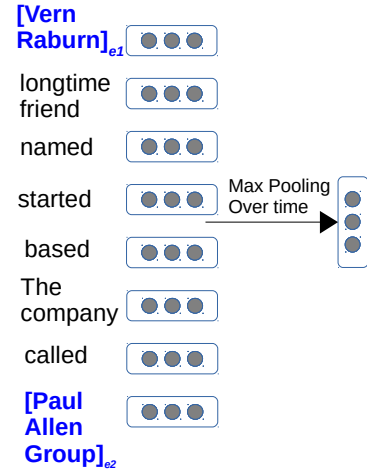 [Vern
Raburn]e1
longtime
friend
named
started
Max Pooling
Over time
based
The
company
called
[Paul
Allen
Group]e2